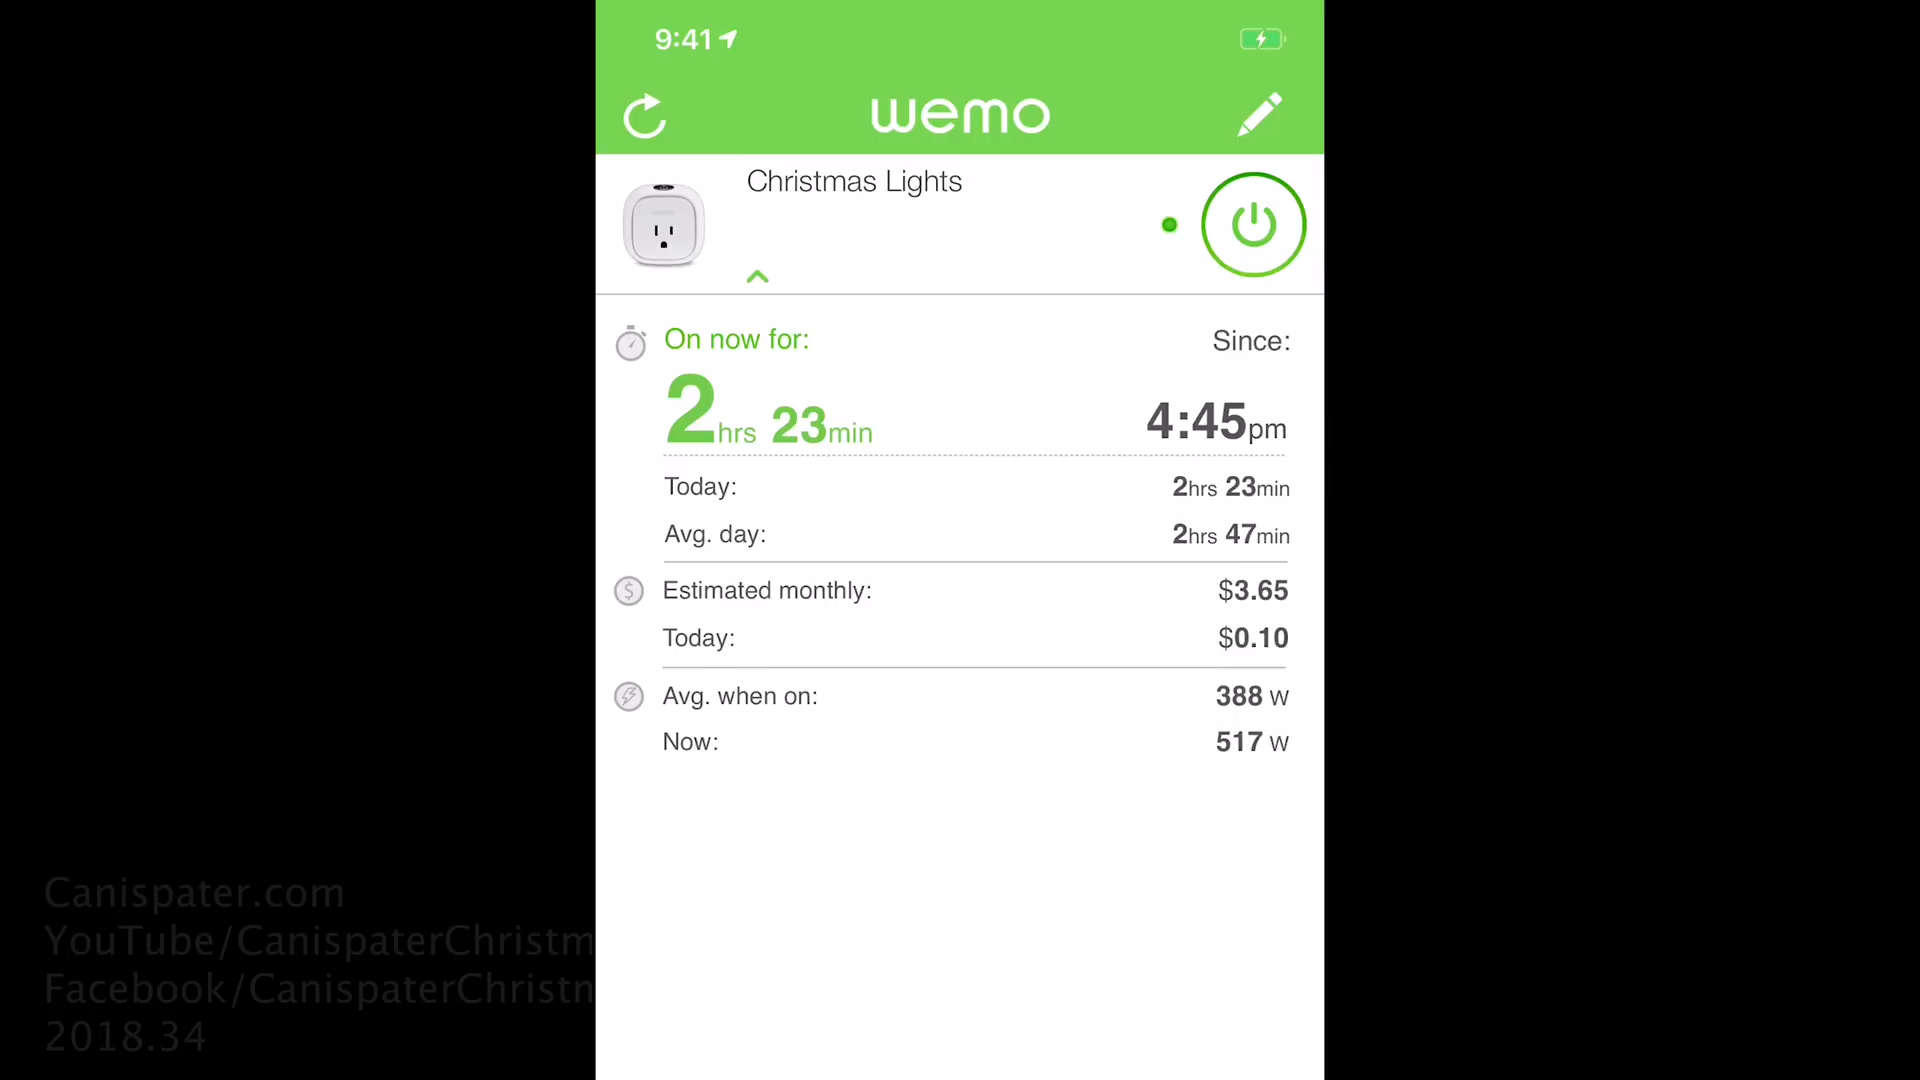 9:41
wemo
Christmas Lights
On now for:
Since:
2hrs 23min
4:45pm
Today:
2hrs 23min
Avg. day:
2hrs 47min
Estimated monthly:
$3.65
Today:
$0.10
Avg. when on:
388 W
Now:
517 W
Canispater.com
YouTube/CanispaterChristm
Facebook/CanispaterChristn
2018.34